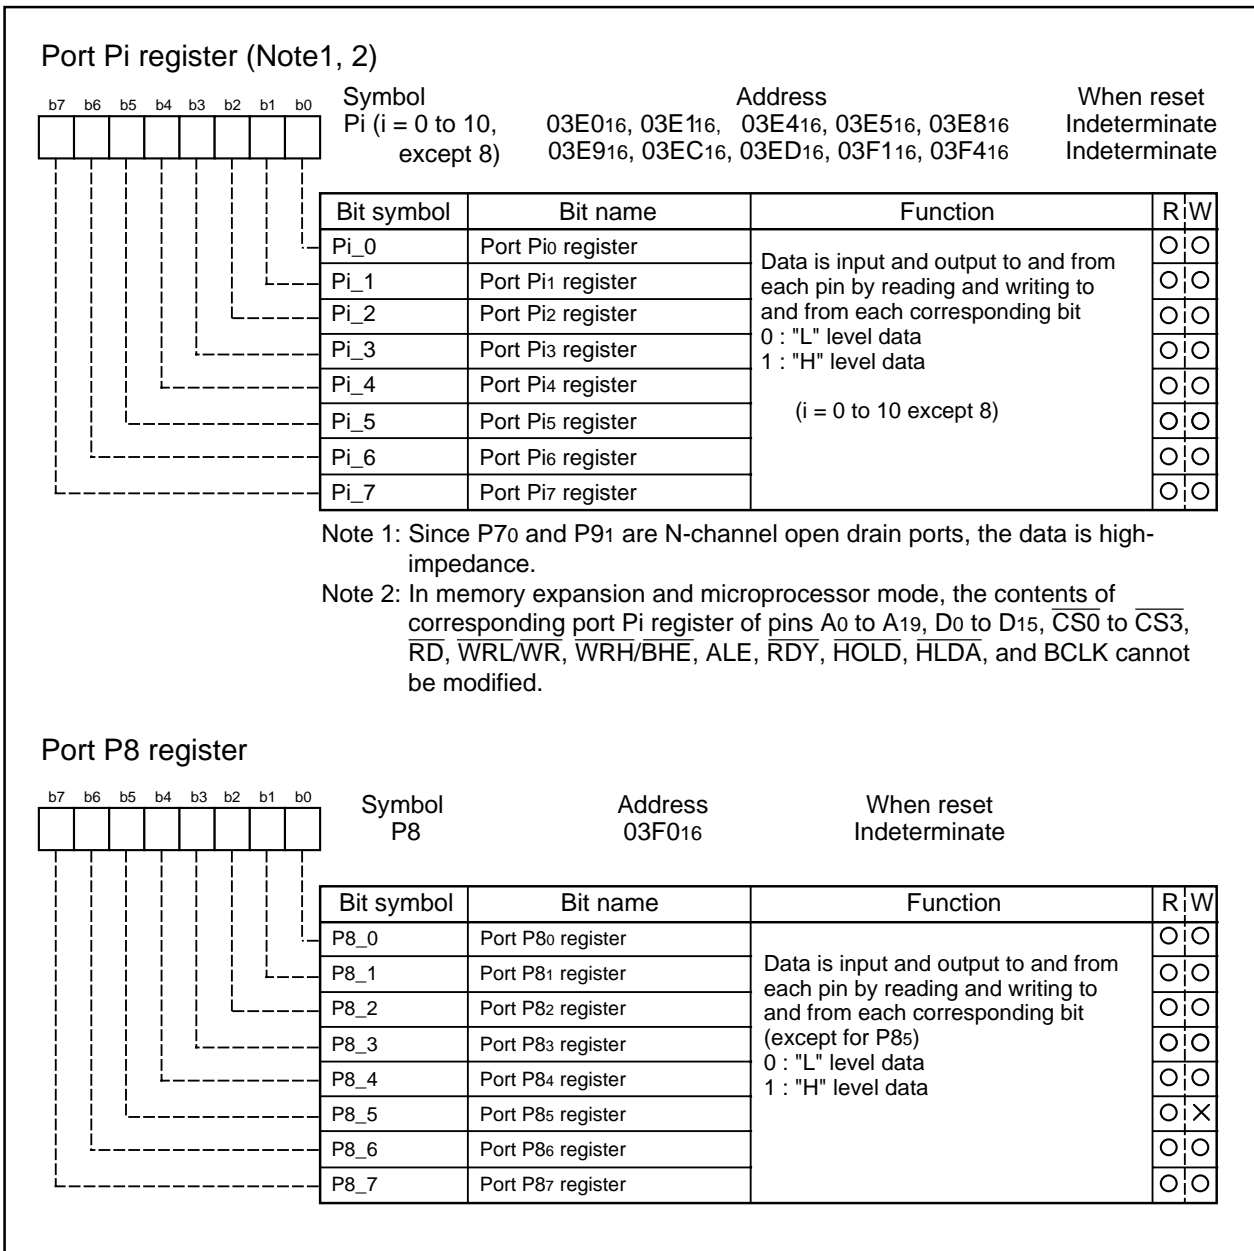 Port Pi register (Note1, 2)
b7 b6 b5 b4 b3 b2 b1 b0
Symbol Address When reset
Pi (i = 0 to 10, 03E016, 03E116, 03E416, 03E516, 03E816 Indeterminate
except 8) 03E916, 03EC16, 03ED16, 03F116, 03F416 Indeterminate
Bit symbol Bit name Function R W
Pi_0 Port Pi0 register
Pi_1 Port Pi1 register
Pi_2 Port Pi2 register
Pi_3 Port Pi3 register
Pi_4 Port Pi4 register
Pi_5 Port Pi5 register
Pi_6 Port Pi6 register
Pi_7 Port Pi7 register
Data is input and output to and from
each pin by reading and writing to
and from each corresponding bit
0 : "L" level data
1 : "H" level data
(i = 0 to 10 except 8)
Note 1: Since P70 and P91 are N-channel open drain ports, the data is high-
impedance.
Note 2: In memory expansion and microprocessor mode, the contents of
corresponding port Pi register of pins A0 to A19, D0 to D15, CS0 to CS3,
RD, WRL/WR, WRH/BHE, ALE, RDY, HOLD, HLDA, and BCLK cannot
be modified.
Port P8 register
b7 b6 b5 b4 b3 b2 b1 b0
Symbol Address When reset
P8 03F016 Indeterminate
Bit symbol Bit name Function R W
P8_0 Port P80 register
P8_1 Port P81 register
P8_2 Port P82 register
P8_3 Port P83 register
P8_4 Port P84 register
P8_5 Port P85 register
P8_6 Port P86 register
P8_7 Port P87 register
Data is input and output to and from
each pin by reading and writing to
and from each corresponding bit
(except for P85)
0 : "L" level data
1 : "H" level data